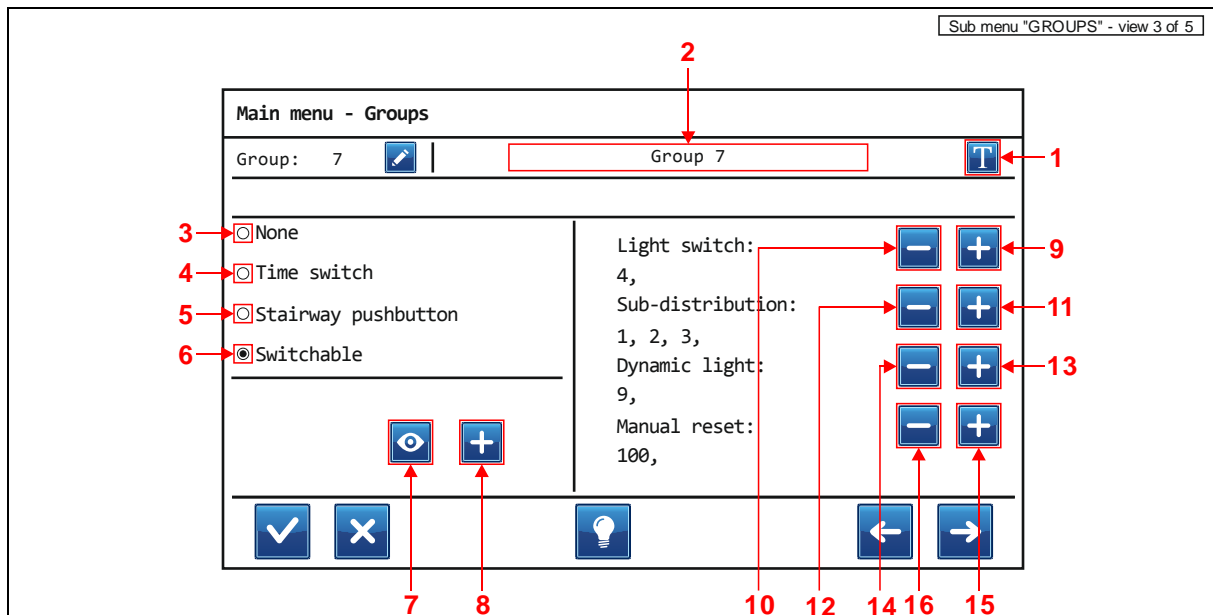 Sub menu "GROUPS" - view 3 of 5
2
Main menu - Groups
Group: 7
Group 7
T
1
3
None
4
Time switch
5
Stairway pushbutton
6
Switchable
Light switch:
9
4,
Sub-distribution:
11
1, 2, 3,
Dynamic light:
13
9,
Manual reset:
100,
7
8
10
12
14
16
15